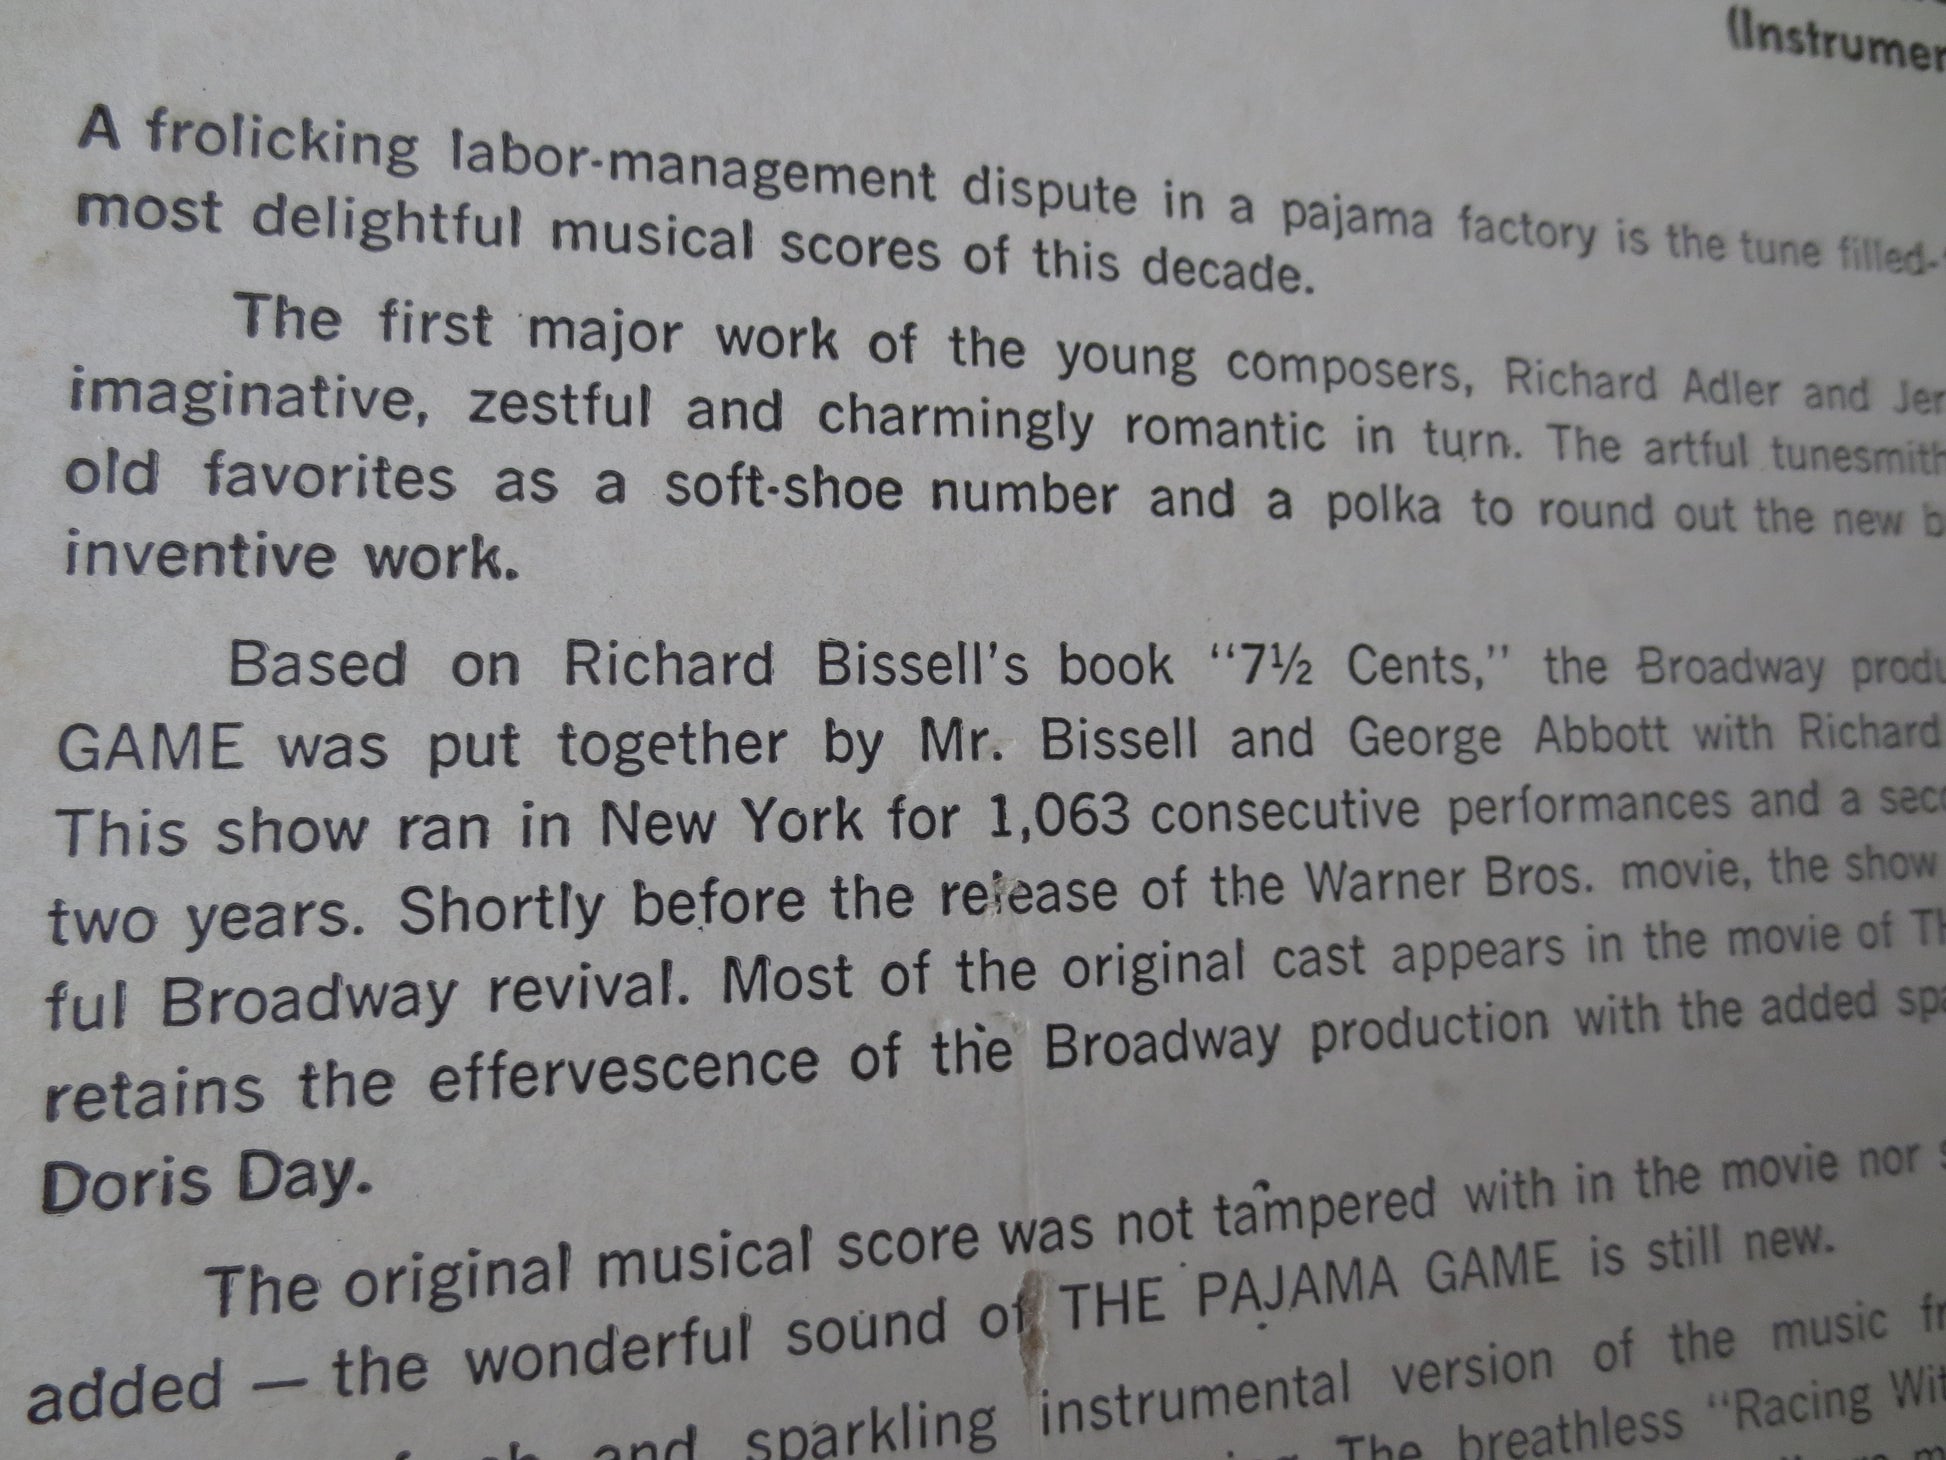 (Instrumen
A frolicking labor-management dispute in a pajama factory is the tune filled-
most delightful musical scores of this decade.
The first major work of the young composers, Richard Adler and Jer
imaginative, zestful and charmingly romantic in turn. The artful tunesmith
old favorites as a soft-shoe number and a polka to round out the new b
inventive work.
Based on Richard Bissell's book “7½ Cents,” the Broadway produ
GAME was put together by Mr. Bissell and George Abbott with Richard
This show ran in New York for 1,063 consecutive performances and a seco
two years. Shortly before the release of the Warner Bros. movie, the show
ful Broadway revival. Most of the original cast appears in the movie of TH
retains the effervescence of the Broadway production with the added spa
Doris Day.
The original musical score was not tampered with in the movie nor s
added — the wonderful sound of THE PAJAMA GAME is still new.
and sparkling instrumental version of the music fr
The breathless “Racing Wit